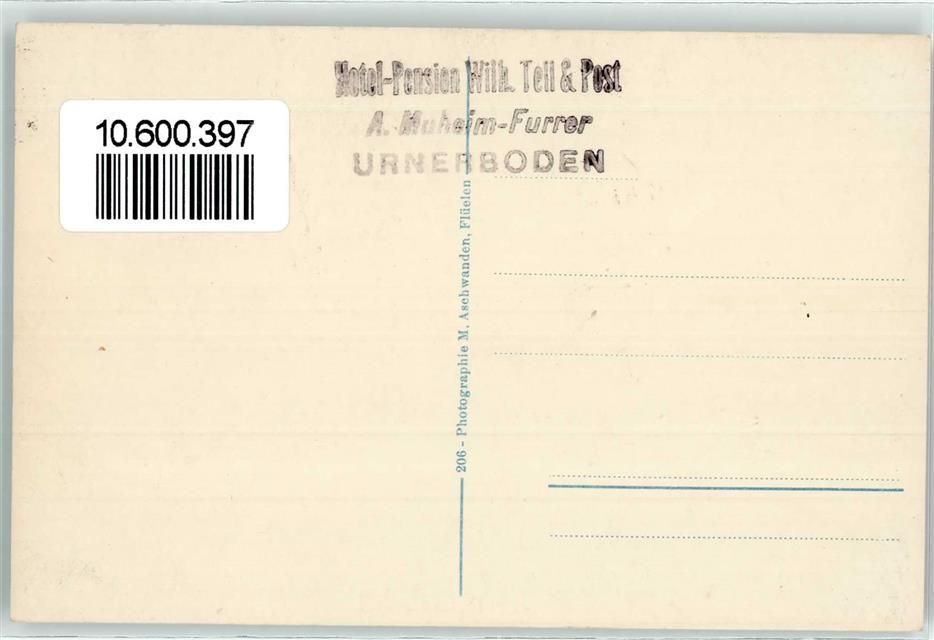 Hotel-Pension Wilh. Tell & Post
A. Muheim-Furrer
URNERBODEN
10.600.397
206 - Photographie M. Aschwanden, Flüelen